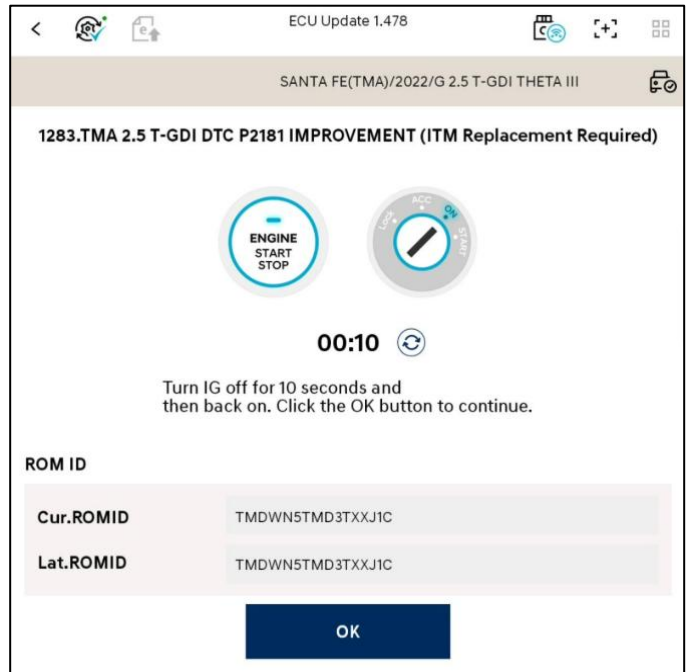 ECU Update 1.478
SANTA FE(TMA)/2022/G 2.5 T-GDI THETA III
1283.TMA 2.5 T-GDI DTC P2181 IMPROVEMENT (ITM Replacement Required)
ENGINE
START
STOP
Lock
ACC
ON
START
00:10
Turn IG off for 10 seconds and
then back on. Click the OK button to continue.
ROM ID
Cur.ROMID TMDWN5TMD3TXXJ1C
Lat.ROMID TMDWN5TMD3TXXJ1C
OK